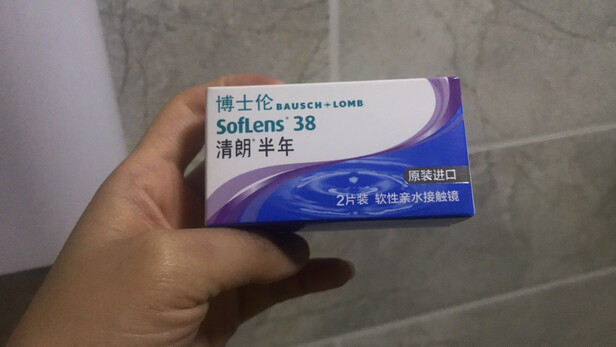 博士伦 BAUSCH+LOMB
SofLens® 38
清朗® 半年
原装进口
2片装 软性亲水接触镜